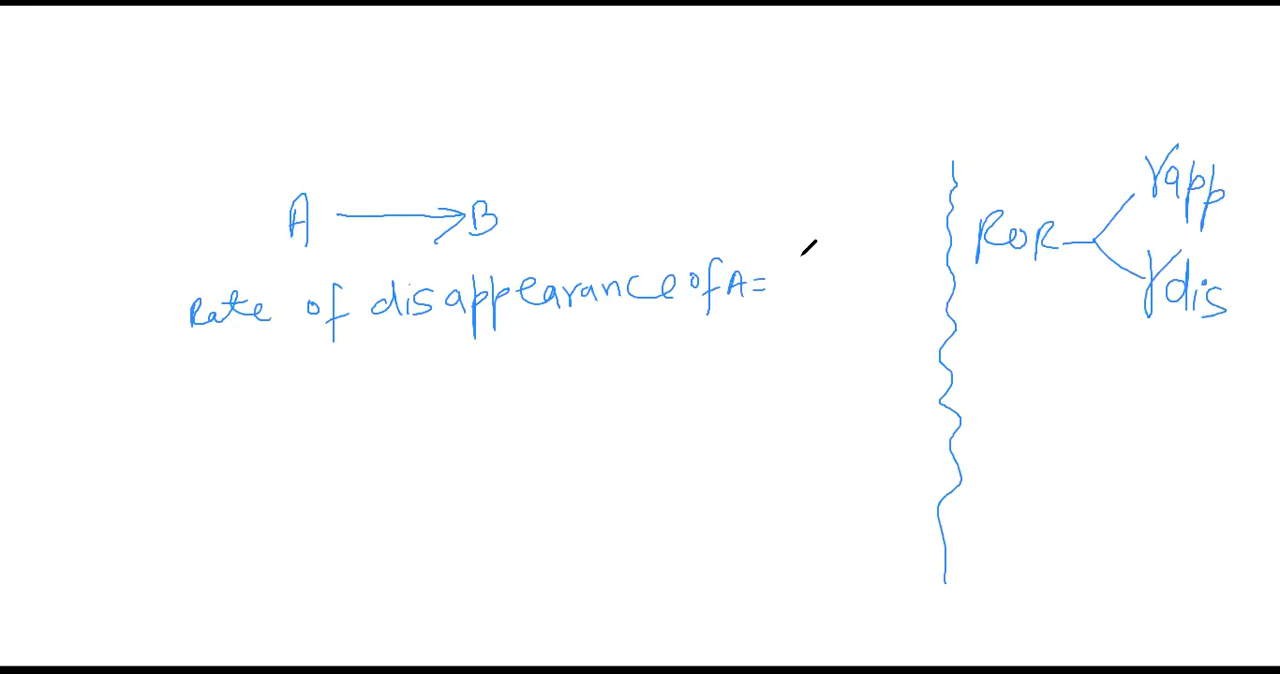 A → B
Rate of disappearance of A =
ROR
rapp
rdis